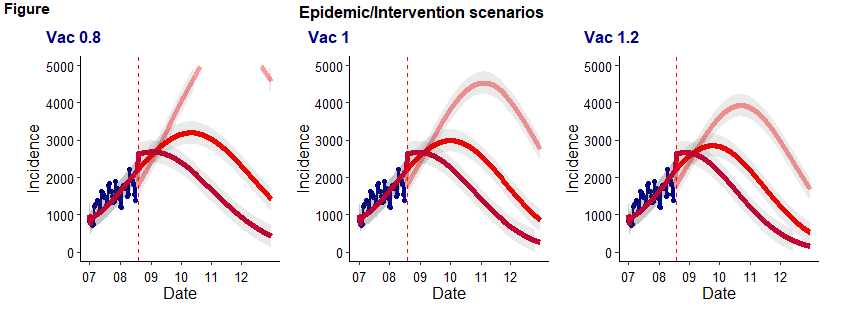 Figure
Epidemic/Intervention scenarios
Vac 0.8
Vac 1
Vac 1.2
Incidence
5000
4000
3000
2000
1000
0
07 08 09 10 11 12
Date
Incidence
5000
4000
3000
2000
1000
0
07 08 09 10 11 12
Date
Incidence
5000
4000
3000
2000
1000
0
07 08 09 10 11 12
Date